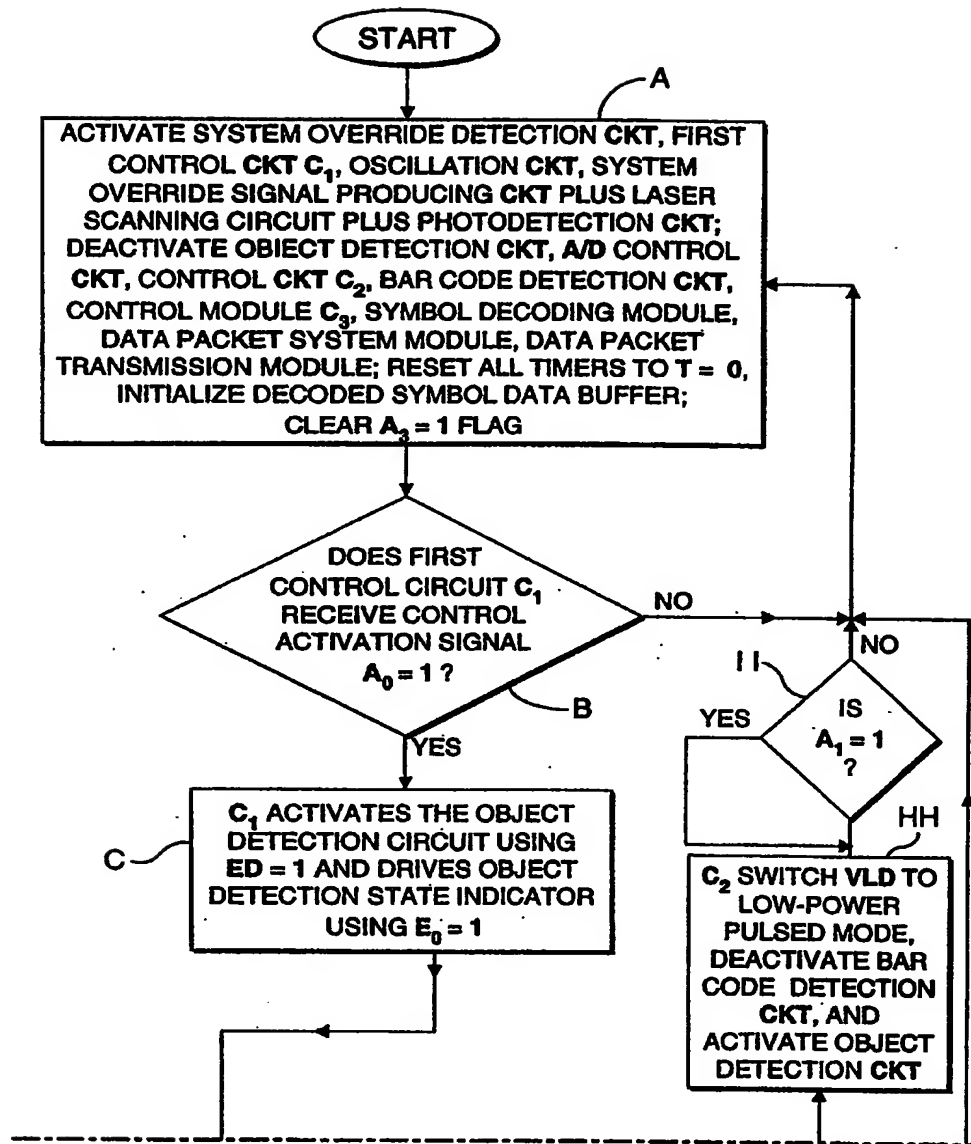 START
A
ACTIVATE SYSTEM OVERRIDE DETECTION CKT, FIRST
CONTROL CKT C₁, OSCILLATION CKT, SYSTEM
OVERRIDE SIGNAL PRODUCING CKT PLUS LASER
SCANNING CIRCUIT PLUS PHOTODETECTION CKT;
DEACTIVATE OBJECT DETECTION CKT, A/D CONTROL
CKT, CONTROL CKT C₂, BAR CODE DETECTION CKT,
CONTROL MODULE C₃, SYMBOL DECODING MODULE,
DATA PACKET SYSTEM MODULE, DATA PACKET
TRANSMISSION MODULE; RESET ALL TIMERS TO T = 0,
INITIALIZE DECODED SYMBOL DATA BUFFER;
CLEAR A₃ = 1 FLAG
DOES FIRST
CONTROL CIRCUIT C₁
RECEIVE CONTROL
ACTIVATION SIGNAL
A₀ = 1 ?
NO
B
YES
C
C₁ ACTIVATES THE OBJECT
DETECTION CIRCUIT USING
ED = 1 AND DRIVES OBJECT
DETECTION STATE INDICATOR
USING E₀ = 1
NO
I I
YES
IS
A₁ = 1
?
HH
C₂ SWITCH VLD TO
LOW-POWER
PULSED MODE,
DEACTIVATE BAR
CODE DETECTION
CKT, AND
ACTIVATE OBJECT
DETECTION CKT